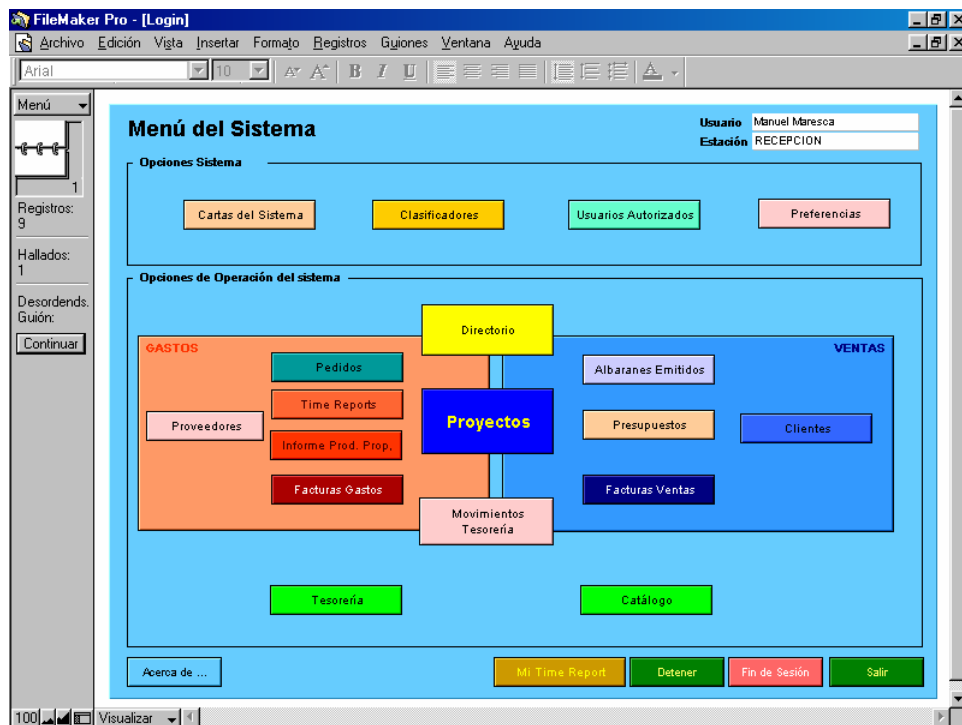 FileMaker Pro - [Login]
Archivo Edición Vista Insertar Formato Registros Guiones Ventana Ayuda
Arial 10 B I U A
Menú
1
Registros:
9
Hallados:
1
Desordends.
Guión:
Continuar
Menú del Sistema
Usuario Manuel Maresca
Estación RECEPCION
Opciones Sistema
Cartas del Sistema
Clasificadores
Usuarios Autorizados
Preferencias
Opciones de Operación del sistema
Directorio
GASTOS
VENTAS
Pedidos
Albaranes Emitidos
Time Reports
Proveedores
Proyectos
Presupuestos
Clientes
Informe Prod. Prop,
Facturas Gastos
Facturas Ventas
Movimientos
Tesorería
Tesorería
Catálogo
Acerca de ...
Mi Time Report
Detener
Fin de Sesión
Salir
100 Visualizar